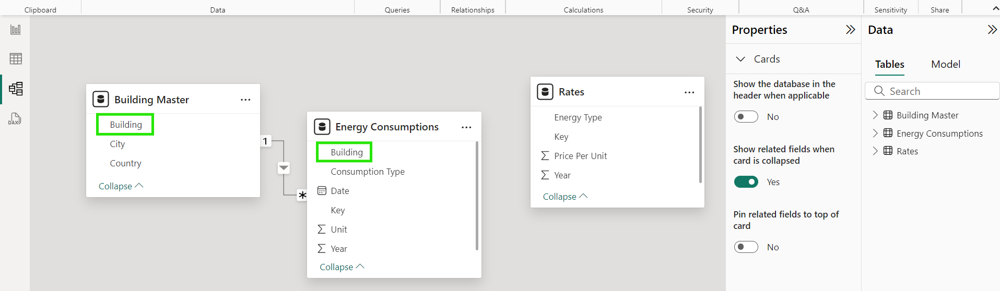 Clipboard
Data
Queries
Relationships
Calculations
Security
Q&A
Sensitivity
Share
DAX
Building Master
Building
City
Country
Collapse
1
*
Energy Consumptions
Building
Consumption Type
Date
Key
Unit
Year
Collapse
Rates
Energy Type
Key
Price Per Unit
Year
Collapse
Properties
Cards
Show the database in the
header when applicable
No
Show related fields when
card is collapsed
Yes
Pin related fields to top of
card
No
Data
Tables
Model
Search
Building Master
Energy Consumptions
Rates